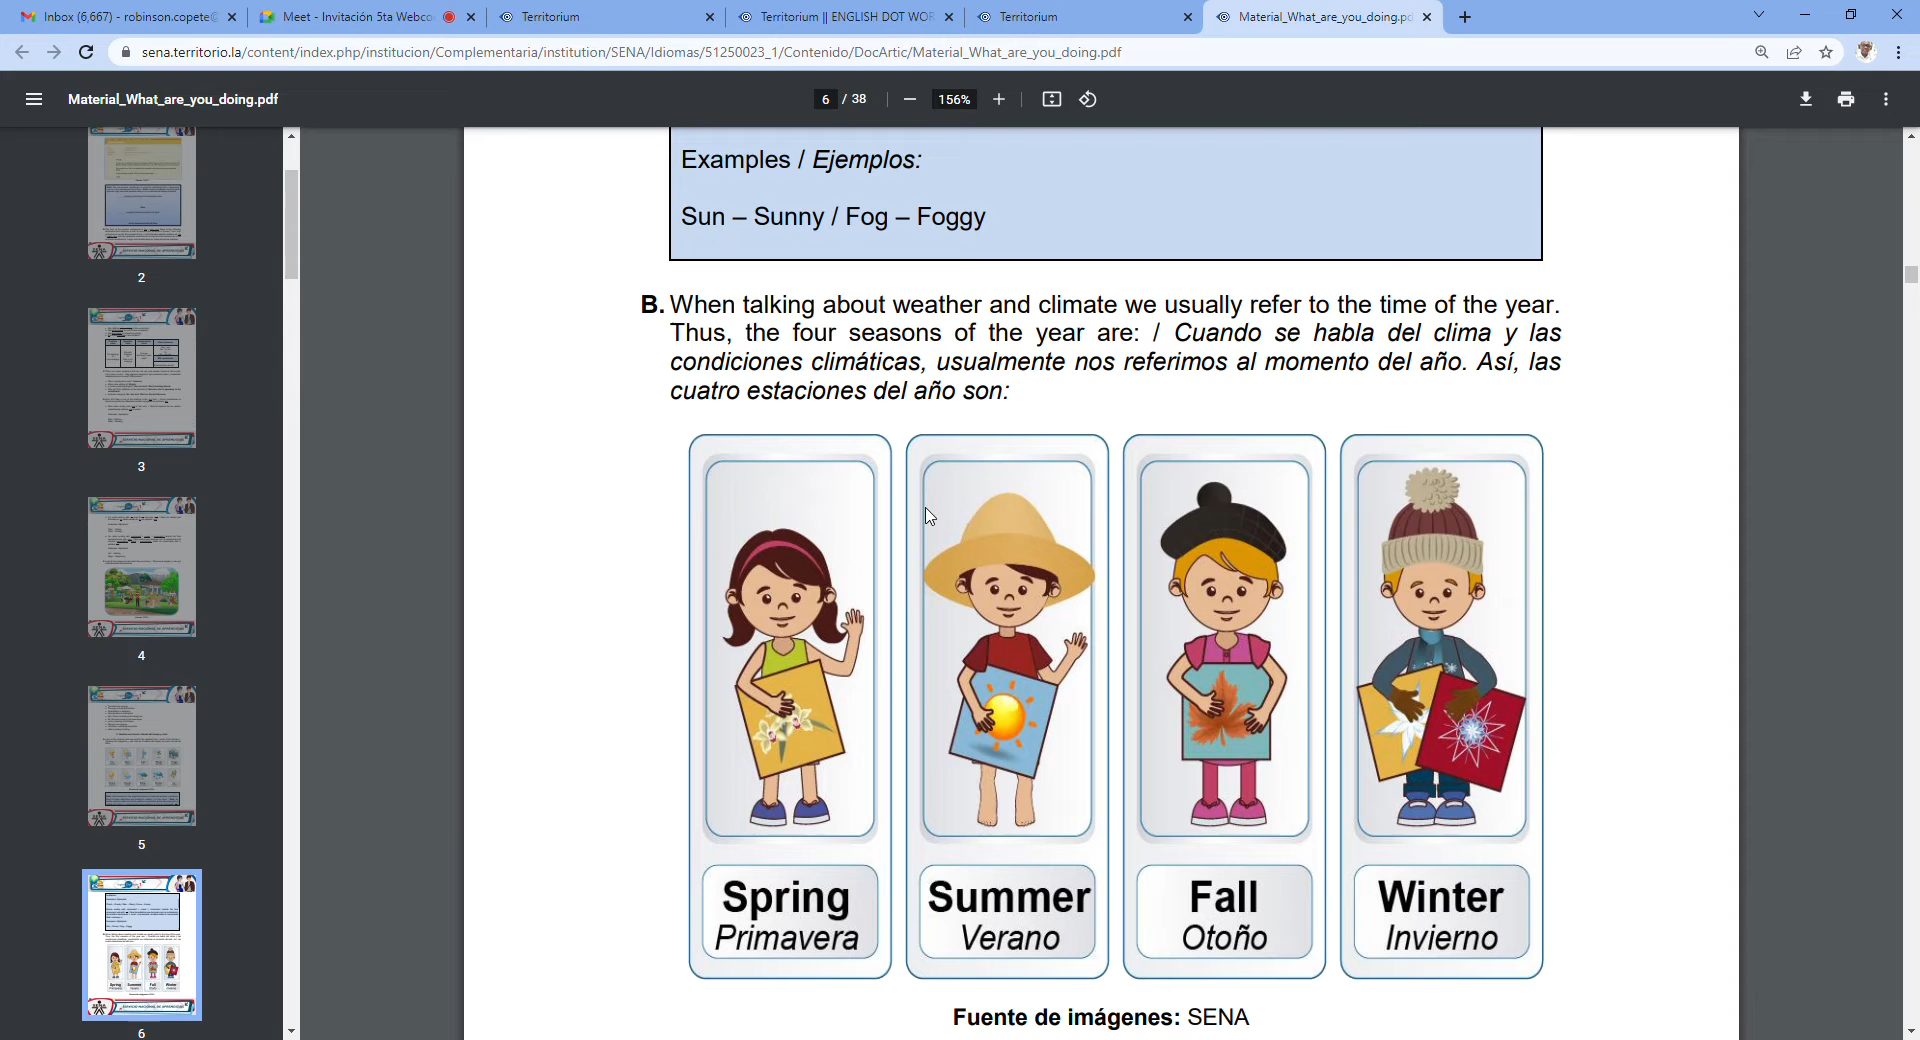 Inbox (6,667) - robinson.copete@
Meet - Invitación 5ta Webco
Territorium
Territorium || ENGLISH DOT WOR
Territorium
Material_What_are_you_doing.pd
sena.territorio.la/content/index.php/institucion/Complementaria/institution/SENA/Idiomas/51250023_1/Contenido/DocArtic/Material_What_are_you_doing.pdf
Material_What_are_you_doing.pdf
6 / 38
156%
2
3
4
5
6
Examples / Ejemplos:
Sun – Sunny / Fog – Foggy
B. When talking about weather and climate we usually refer to the time of the year.
Thus, the four seasons of the year are: / Cuando se habla del clima y las
condiciones climáticas, usualmente nos referimos al momento del año. Así, las
cuatro estaciones del año son:
Spring
Primavera
Summer
Verano
Fall
Otoño
Winter
Invierno
Fuente de imágenes: SENA